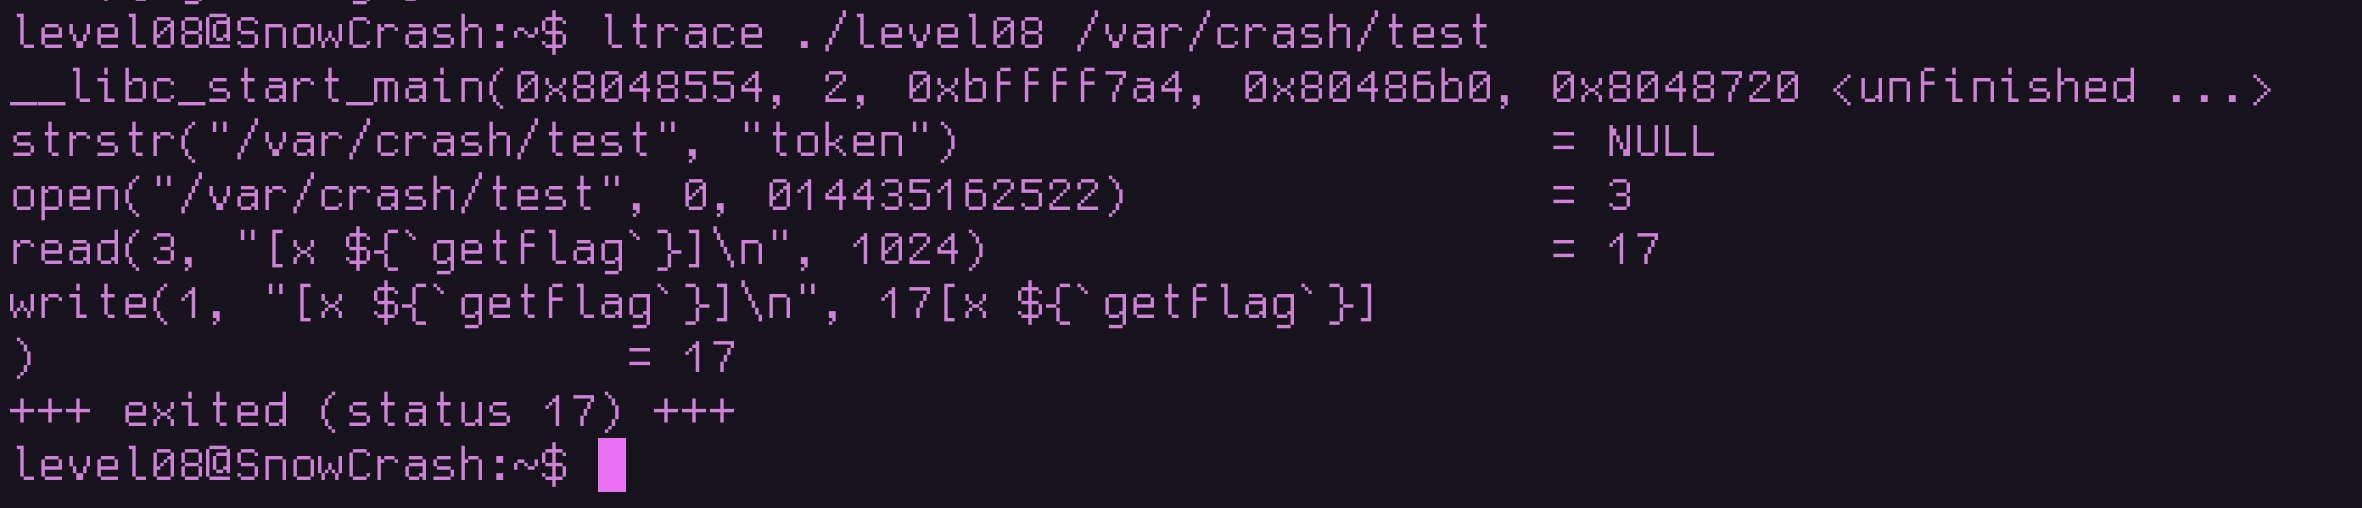 level08@SnowCrash:~$ ltrace ./level08 /var/crash/test
__libc_start_main(0x8048554, 2, 0xbffff7a4, 0x80486b0, 0x8048720 <unfinished ...>
strstr("/var/crash/test", "token") = NULL
open("/var/crash/test", 0, 014435162522) = 3
read(3, "[x ${`getflag`}]\n", 1024) = 17
write(1, "[x ${`getflag`}]\n", 17[x ${`getflag`}]
) = 17
+++ exited (status 17) +++
level08@SnowCrash:~$